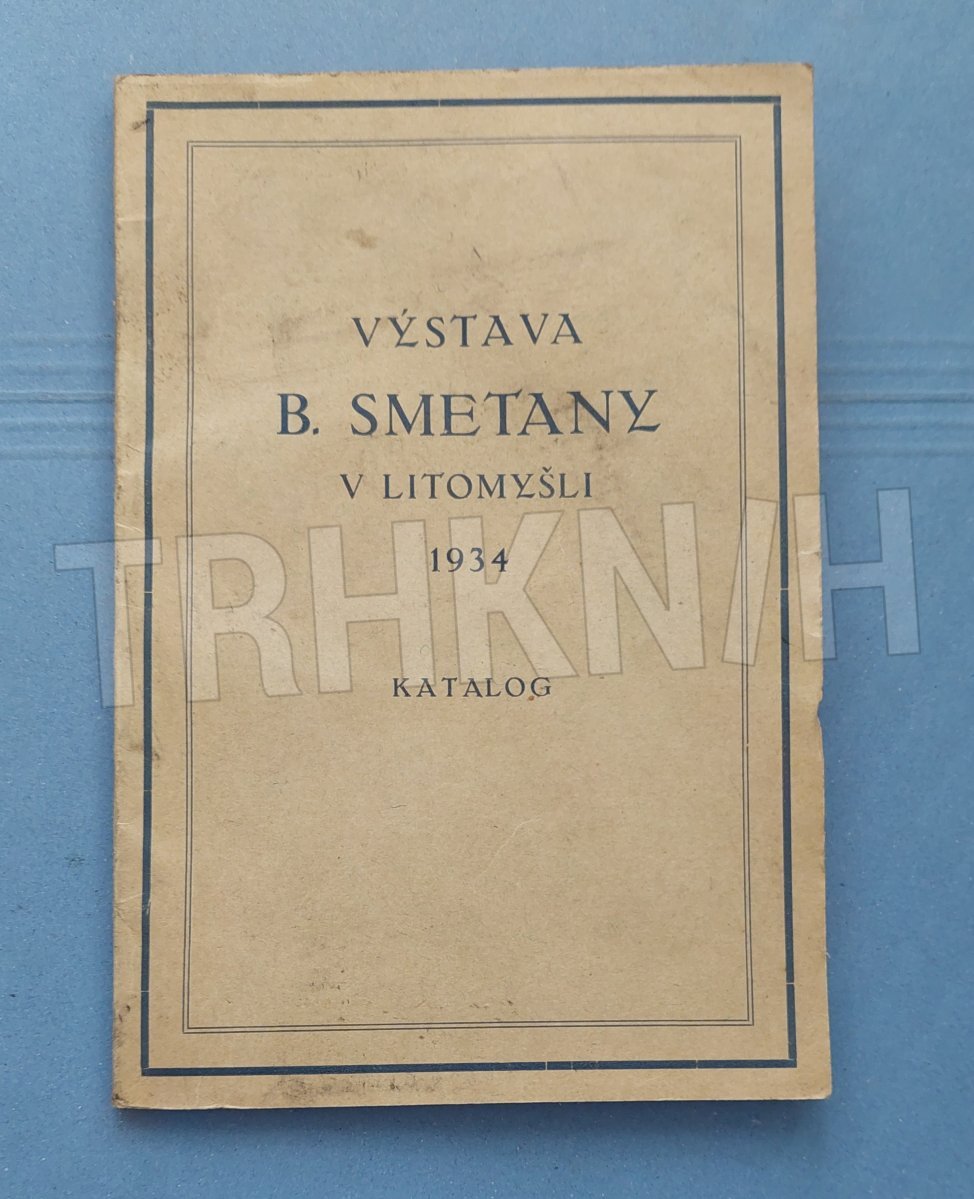 VÝSTAVA
B. SMETANY
V LITOMYŠLI
1934
TRHKNIH
KATALOG